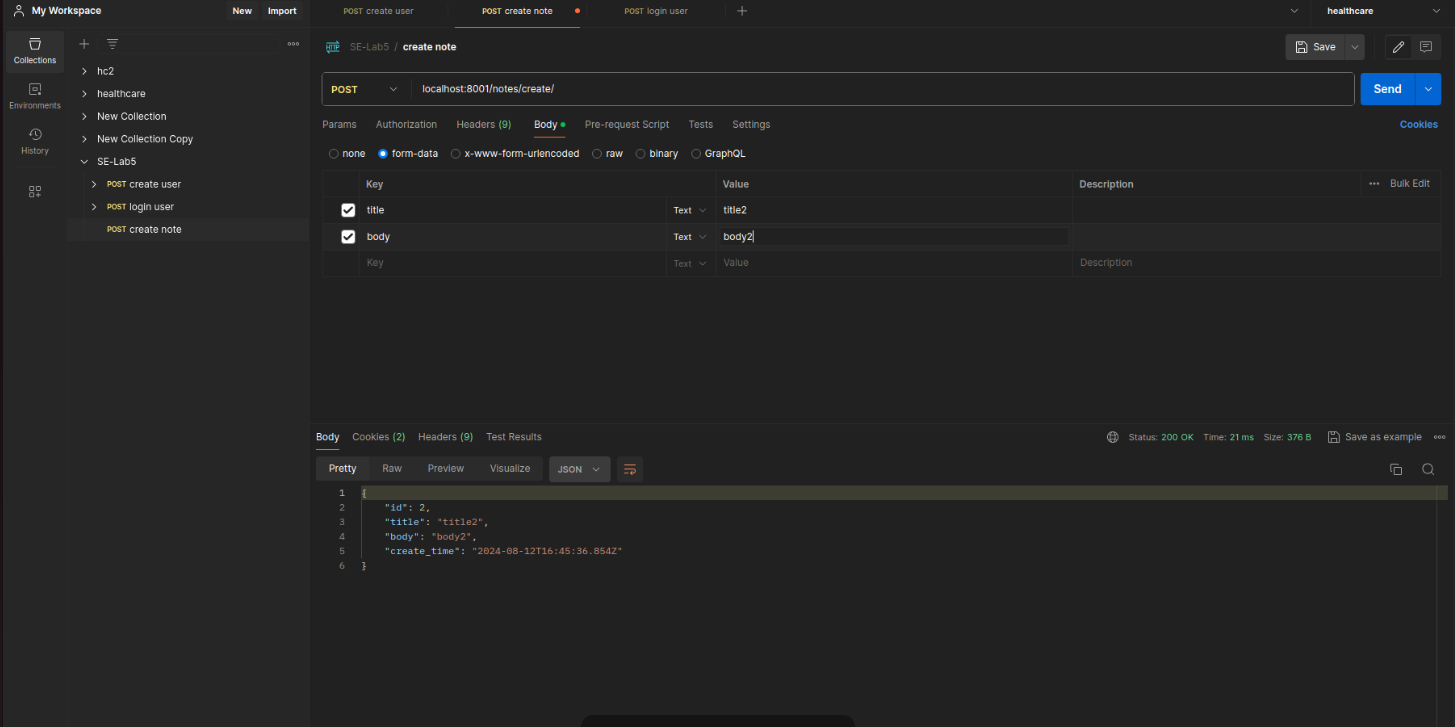 My Workspace New Import POST create user POST create note POST login user healthcare
Collections
Environments
History
hc2
healthcare
New Collection
New Collection Copy
SE-Lab5
POST create user
POST login user
POST create note
HTTP SE-Lab5 / create note Save
POST localhost:8001/notes/create/ Send
Params Authorization Headers (9) Body Pre-request Script Tests Settings Cookies
none form-data x-www-form-urlencoded raw binary GraphQL
Key Value Description ... Bulk Edit
title Text title2
body Text body2
Key Text Value Description
Body Cookies (2) Headers (9) Test Results Status: 200 OK Time: 21 ms Size: 376 B Save as example
Pretty Raw Preview Visualize JSON
1 {
2 "id": 2,
3 "title": "title2",
4 "body": "body2",
5 "create_time": "2024-08-12T16:45:36.854Z"
6 }